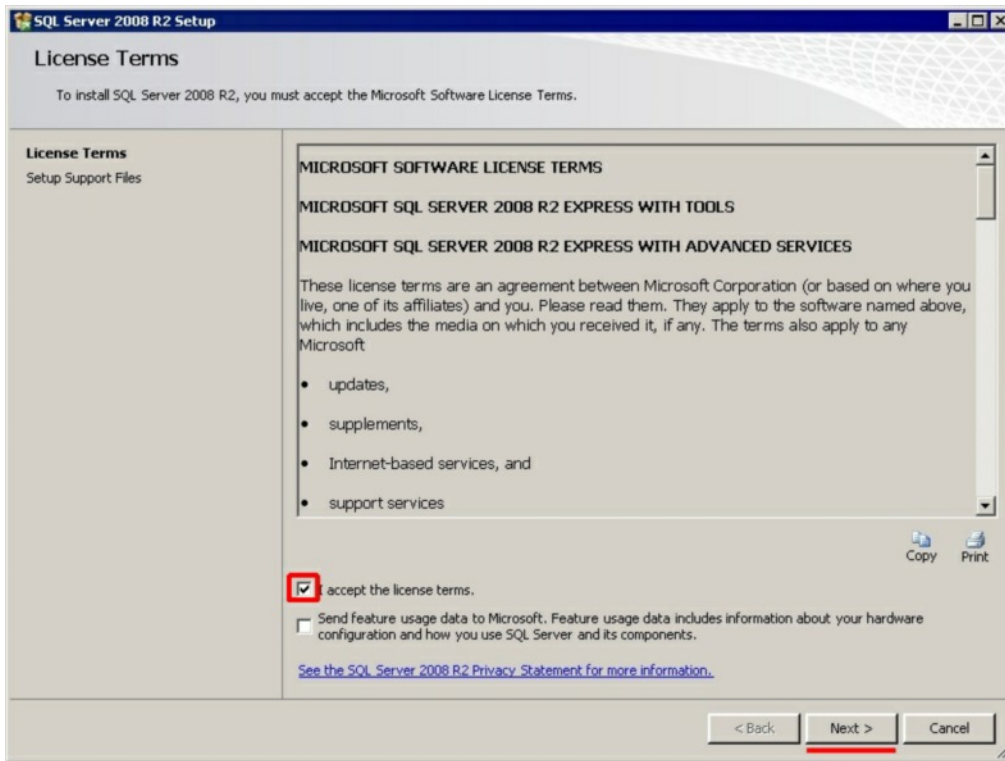 SQL Server 2008 R2 Setup
License Terms
To install SQL Server 2008 R2, you must accept the Microsoft Software License Terms.
License Terms
Setup Support Files
MICROSOFT SOFTWARE LICENSE TERMS
MICROSOFT SQL SERVER 2008 R2 EXPRESS WITH TOOLS
MICROSOFT SQL SERVER 2008 R2 EXPRESS WITH ADVANCED SERVICES
These license terms are an agreement between Microsoft Corporation (or based on where you
live, one of its affiliates) and you. Please read them. They apply to the software named above,
which includes the media on which you received it, if any. The terms also apply to any
Microsoft
• updates,
• supplements,
• Internet-based services, and
• support services
Copy Print
I accept the license terms.
Send feature usage data to Microsoft. Feature usage data includes information about your hardware
configuration and how you use SQL Server and its components.
See the SQL Server 2008 R2 Privacy Statement for more information.
< Back Next > Cancel